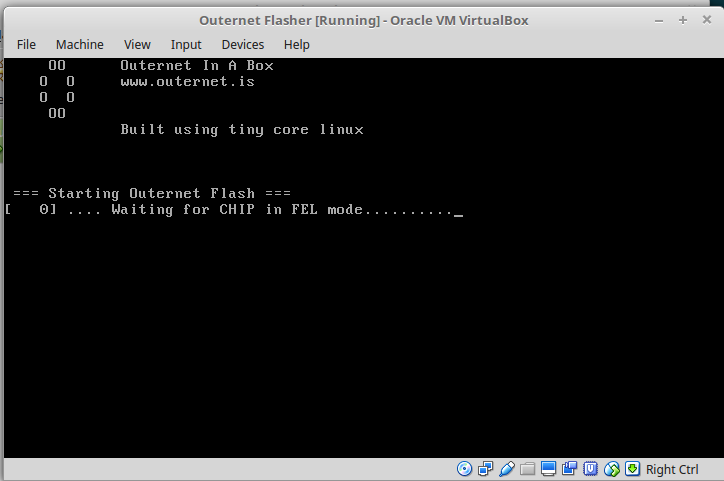 Outernet Flasher [Running] - Oracle VM VirtualBox
File Machine View Input Devices Help
OO Outernet In A Box
O O www.outernet.is
O O
OO
Built using tiny core linux
=== Starting Outernet Flash ===
[ 0] .... Waiting for CHIP in FEL mode.........._
Right Ctrl